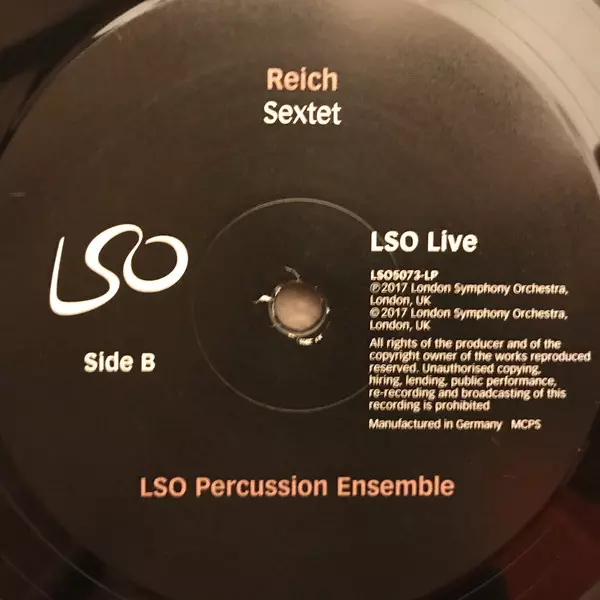 Reich
Sextet
LSO
LSO Live
LSO5073-LP
℗2017 London Symphony Orchestra,
London, UK
©2017 London Symphony Orchestra,
London, UK
All rights of the producer and of the
copyright owner of the works reproduced
reserved. Unauthorised copying,
hiring, lending, public performance,
re-recording and broadcasting of this
recording is prohibited
Manufactured in Germany MCPS
Side B
LSO Percussion Ensemble